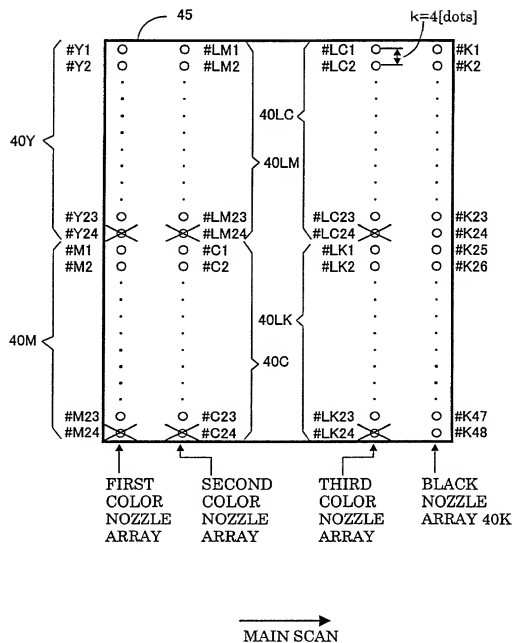 45
k=4[dots]
#Y1 #LM1 #LC1 #K1
#Y2 #LM2 #LC2 #K2
40LC
40Y
40LM
#Y23 #LM23 #LC23 #K23
#Y24 #LM24 #LC24 #K24
#M1 #C1 #LK1 #K25
#M2 #C2 #LK2 #K26
40LK
40M
40C
#M23 #C23 #LK23 #K47
#M24 #C24 #LK24 #K48
FIRST COLOR NOZZLE ARRAY
SECOND COLOR NOZZLE ARRAY
THIRD COLOR NOZZLE ARRAY
BLACK NOZZLE ARRAY 40K
MAIN SCAN